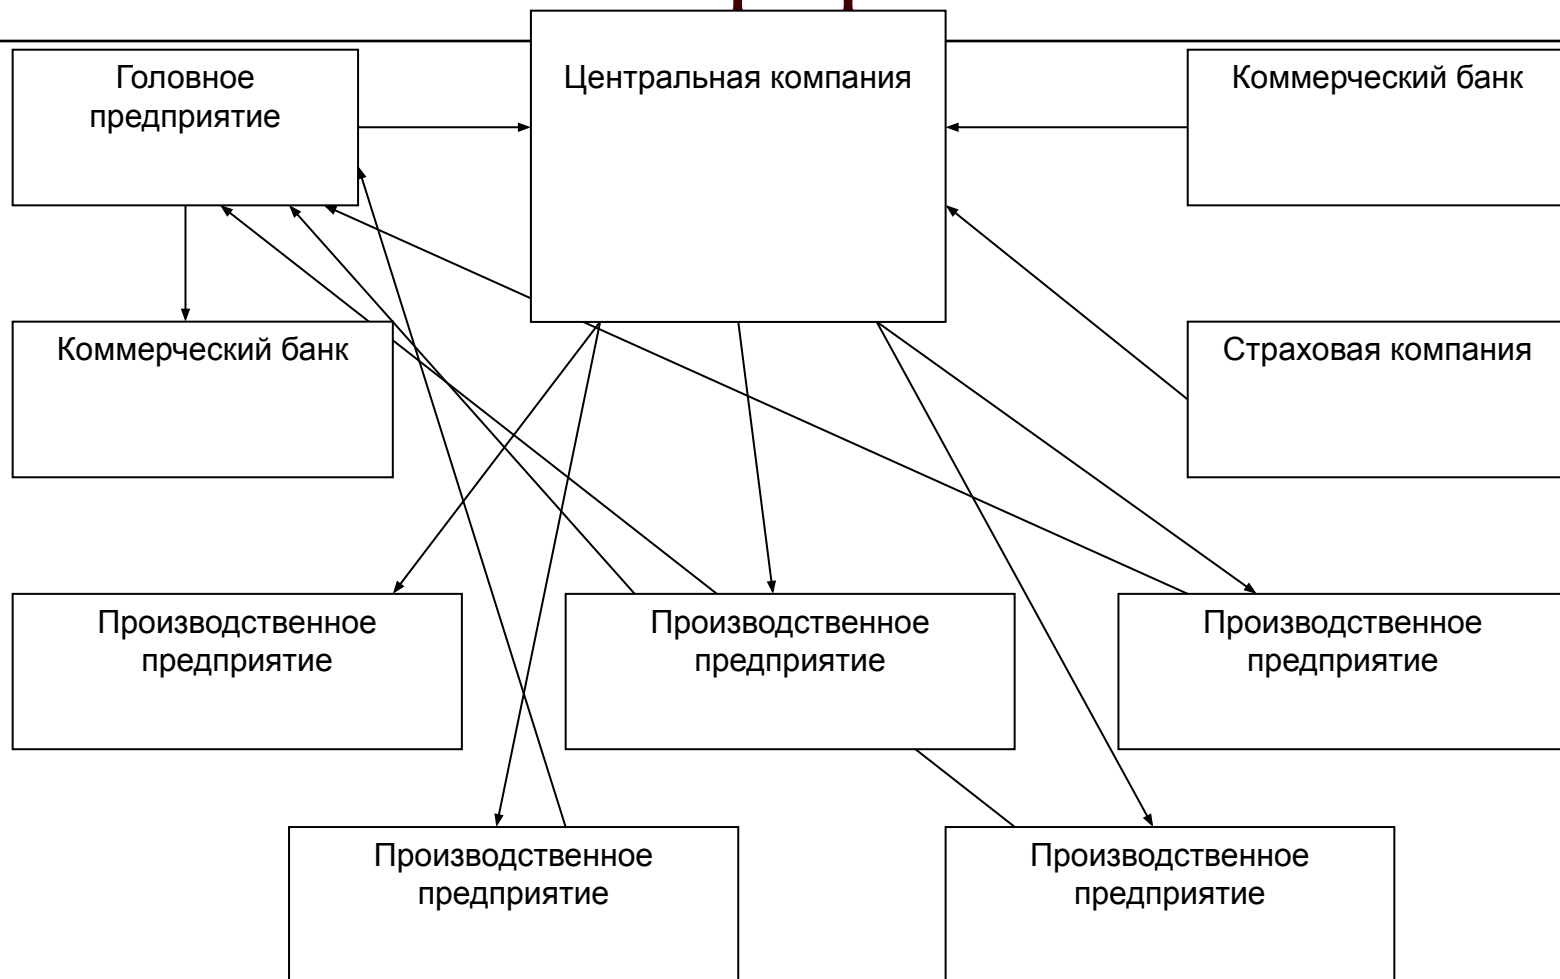 Головное
предприятие
Центральная компания
Коммерческий банк
Коммерческий банк
Страховая компания
Производственное
предприятие
Производственное
предприятие
Производственное
предприятие
Производственное
предприятие
Производственное
предприятие